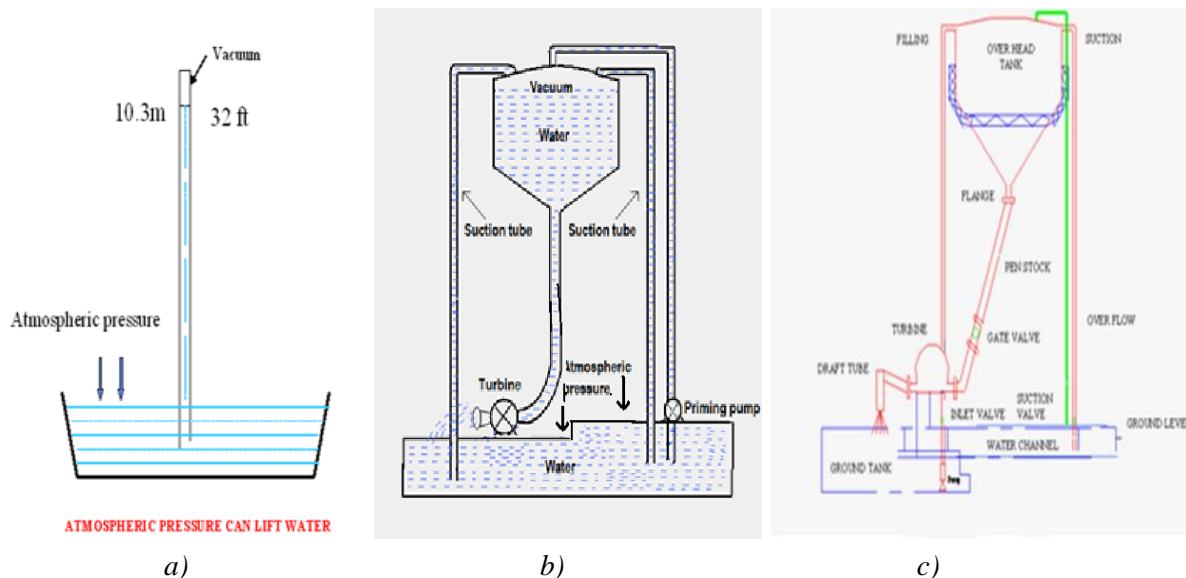 Vacuum
10.3m
32 ft
Atmospheric pressure
ATMOSPHERIC PRESSURE CAN LIFT WATER
a)
Vacuum
Water
Suction tube
Suction tube
Turbine
Atmospheric
pressure,
Priming pump
Water
b)
FILLING
OVER HEAD
TANK
SUCTION
FLANGE
PEN STOCK
TURBINE
GATE VALVE
OVER FLOW
DRAFT TUBE
INLET VALVE
SUCTION
VALVE
GROUND LEVE
WATER CHANNEL
GROUND TANK
c)